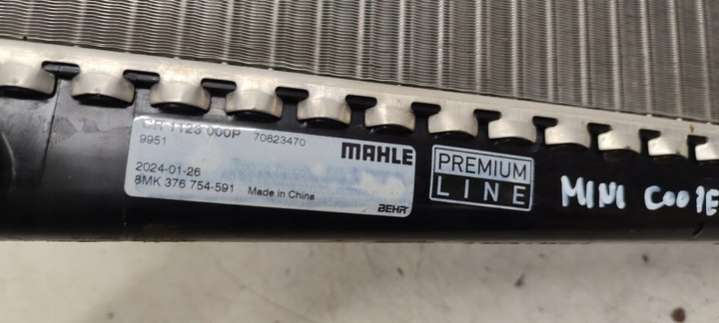 CR 1123 000P 70823470
9951
MAHLE
2024-01-26
8MK 376 754-591 Made in China
BEHR
PREMIUM
LINE
MINI COOPE